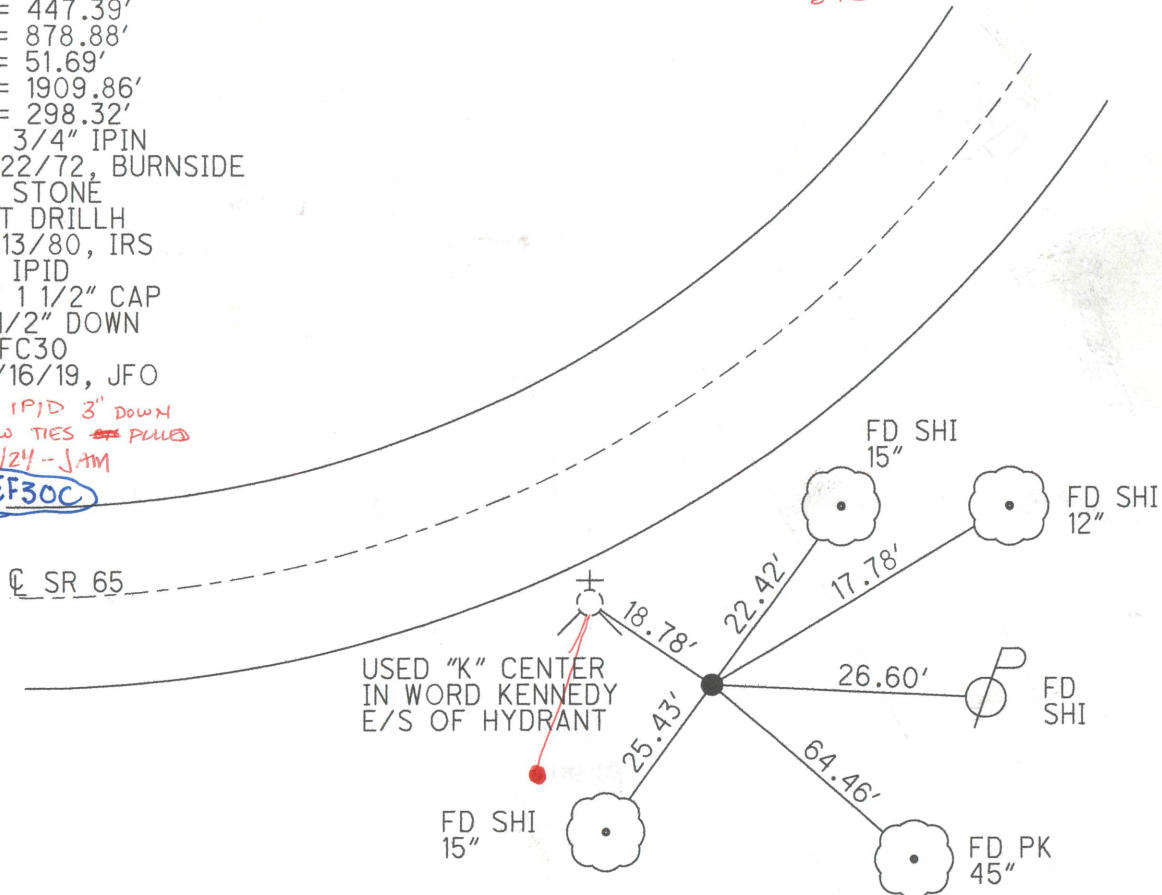 = 447.39'
= 878.88'
= 51.69'
= 1909.86'
= 298.32'
3/4" IPIN
22/72, BURNSIDE
STONE
T DRILLH
13/80, IRS
IPID
1 1/2" CAP
1/2" DOWN
FC30
/16/19, JFO
IPID 3" DOWN
TIES PULLED
/24 - JAM
EF30C
℄ SR 65
FD SHI
15"
FD SHI
12"
22.42'
17.78'
18.78'
26.60'
FD
SHI
USED "K" CENTER
IN WORD KENNEDY
E/S OF HYDRANT
25.43'
64.46'
FD SHI
15"
FD PK
45"